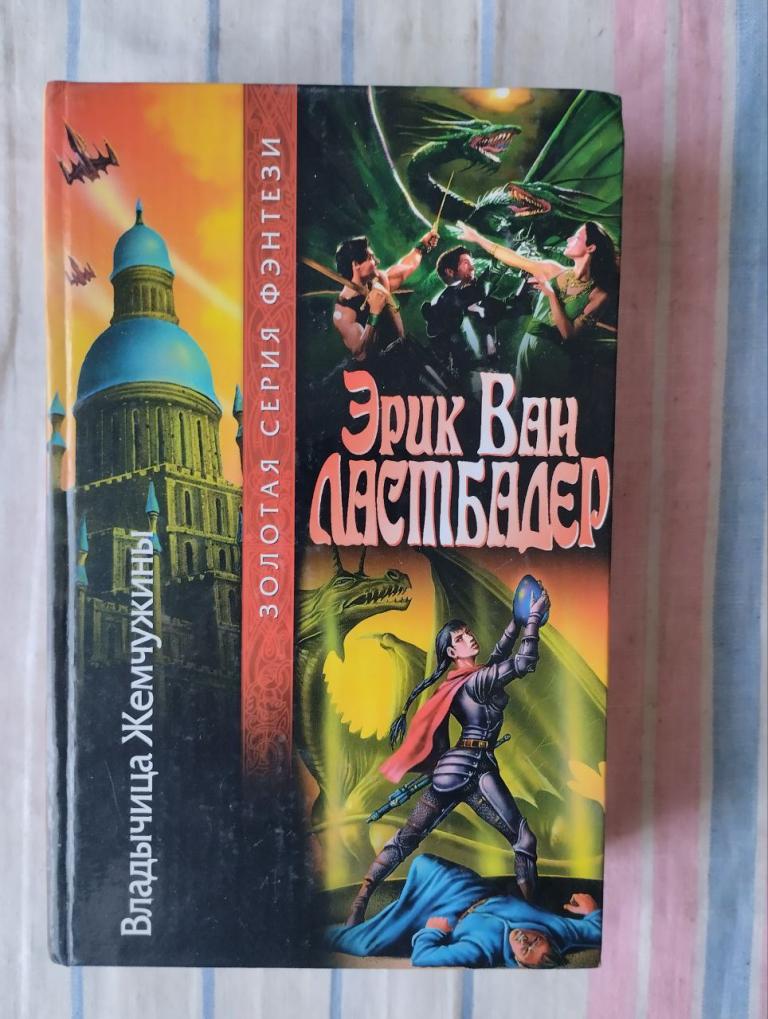 ЗОЛОТАЯ СЕРИЯ ФЭНТЕЗИ
Эрик Ван
Ластбадер
Владычица Жемчужины